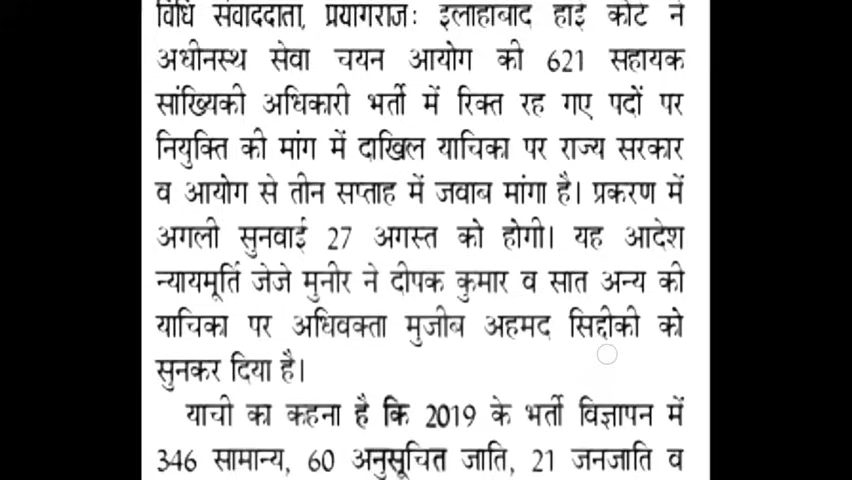 विधि संवाददाता, प्रयागराजः इलाहाबाद हाई कोर्ट ने
अधीनस्थ सेवा चयन आयोग की 621 सहायक
सांख्यिकी अधिकारी भर्ती में रिक्त रह गए पदों पर
नियुक्ति की मांग में दाखिल याचिका पर राज्य सरकार
व आयोग से तीन सप्ताह में जवाब मांगा है। प्रकरण में
अगली सुनवाई 27 अगस्त को होगी। यह आदेश
न्यायमूर्ति जेजे मुनीर ने दीपक कुमार व सात अन्य की
याचिका पर अधिवक्ता मुजीब अहमद सिद्दीकी को
सुनकर दिया है।
याची का कहना है कि 2019 के भर्ती विज्ञापन में
346 सामान्य, 60 अनुसूचित जाति, 21 जनजाति व